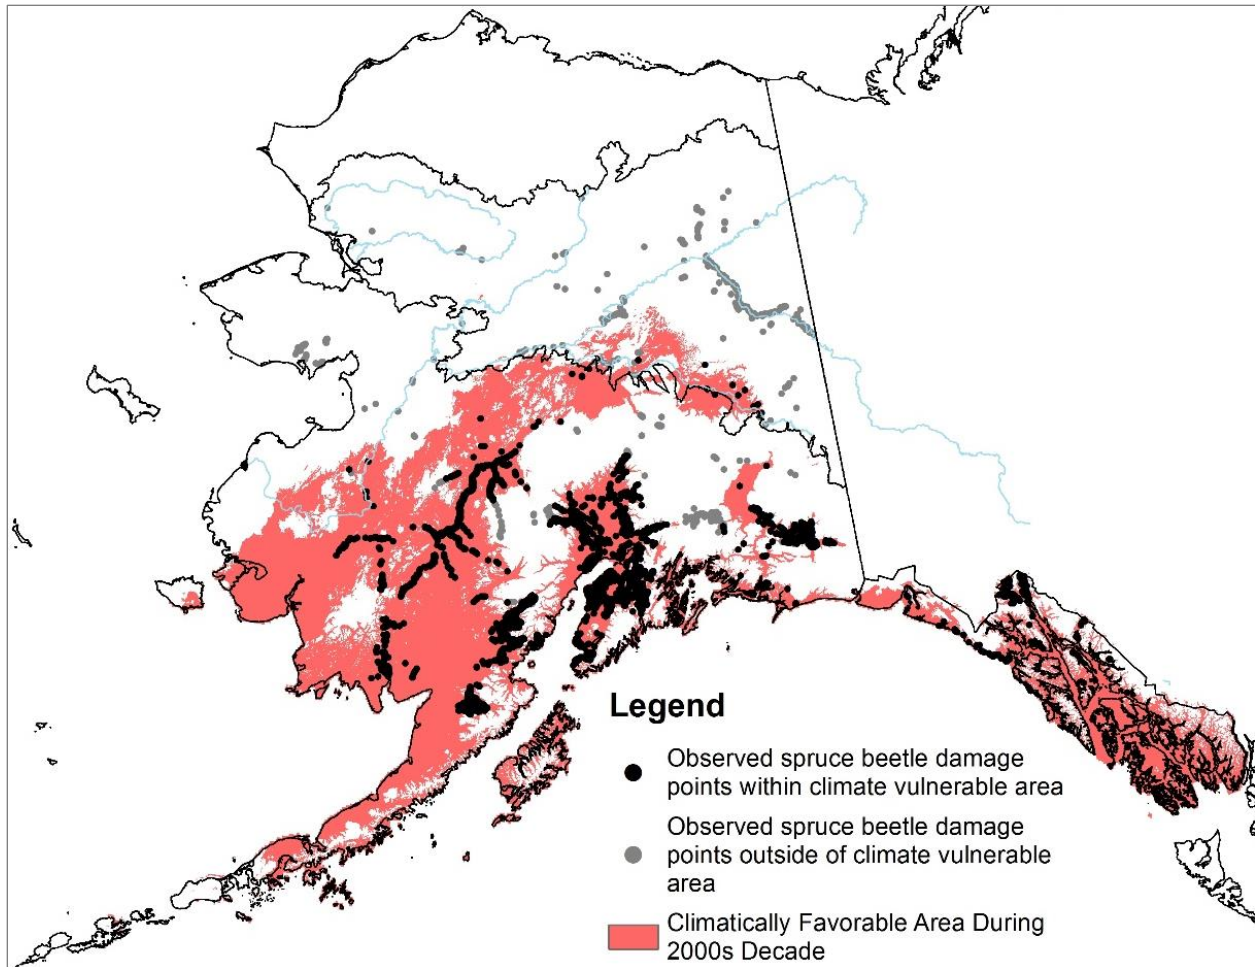 Legend
Observed spruce beetle damage
points within climate vulnerable area
Observed spruce beetle damage
points outside of climate vulnerable
area
Climatically Favorable Area During
2000s Decade